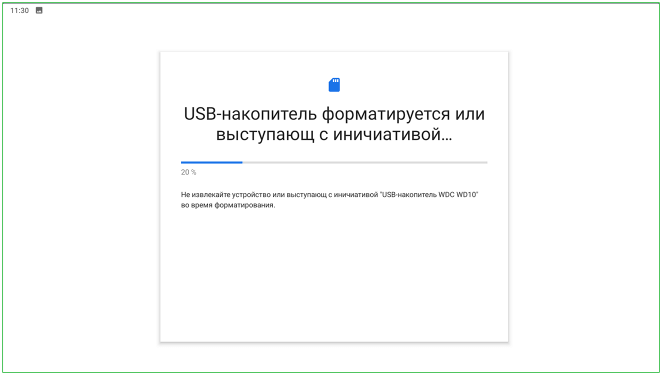 11:30
USB-накопитель форматируется или
выступающ с иничиативой…
20 %
Не извлекайте устройство или выступающ с иничиативой "USB-накопитель WDC WD10"
во время форматирования.